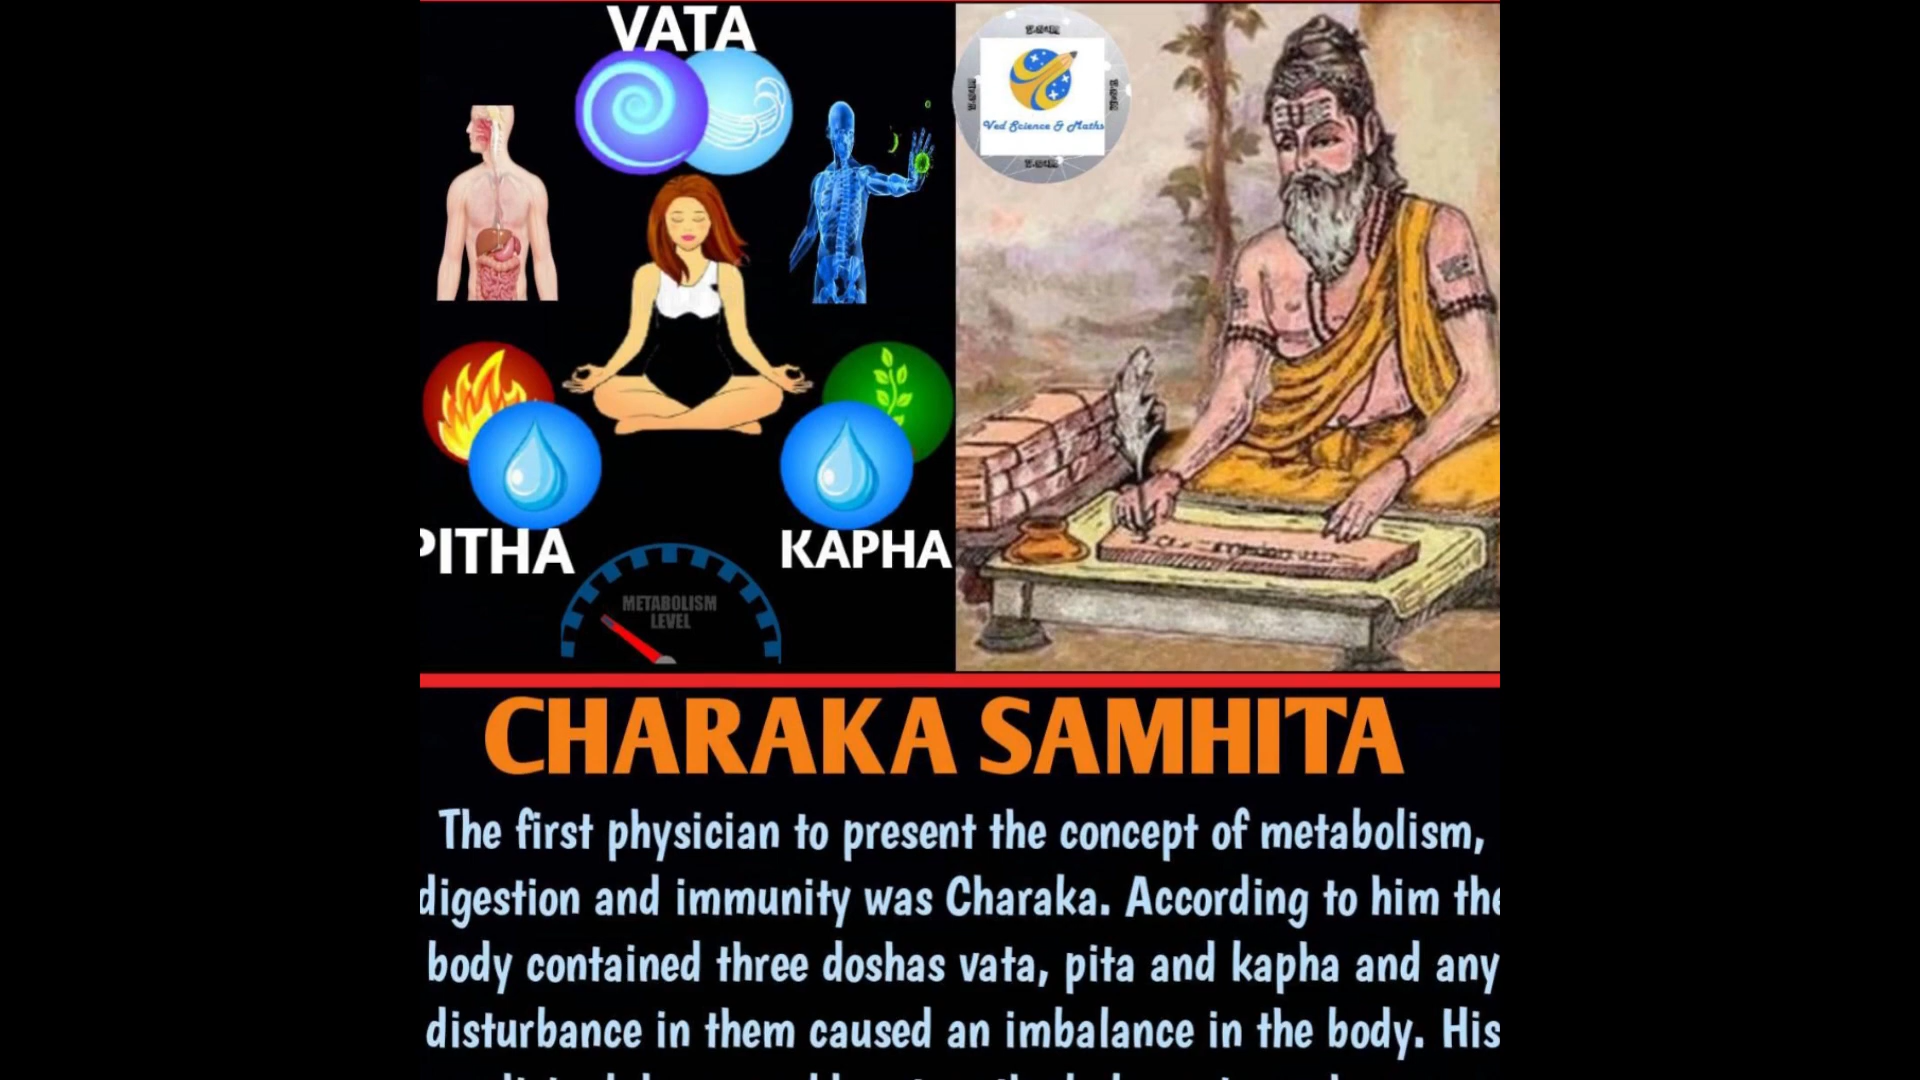 VATA
Ved Science & Maths
PITHA
KAPHA
METABOLISM
LEVEL
CHARAKA SAMHITA
The first physician to present the concept of metabolism,
digestion and immunity was Charaka. According to him the
body contained three doshas vata, pita and kapha and any
disturbance in them caused an imbalance in the body. His